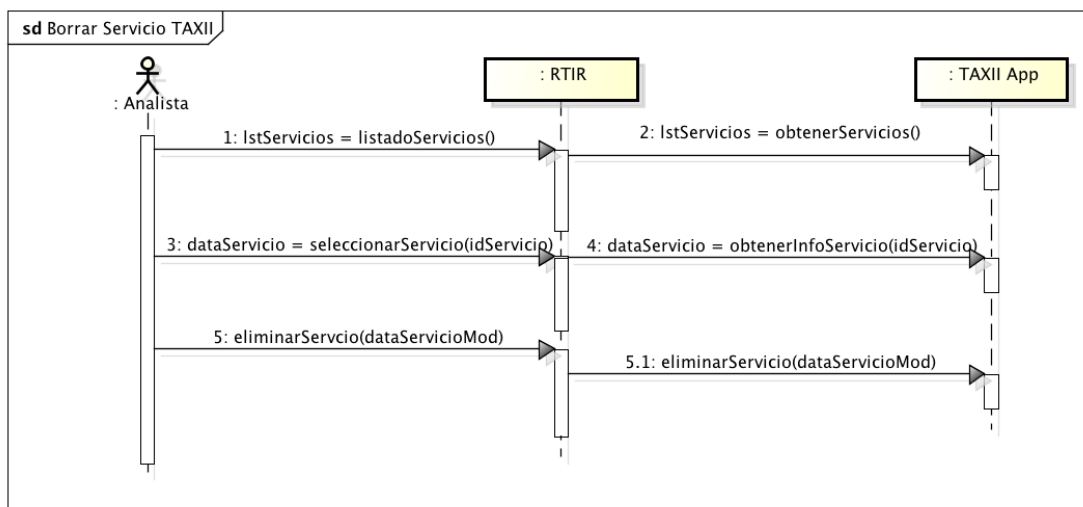 sd Borrar Servicio TAXII
: Analista
: RTIR
: TAXII App
1: lstServicios = listadoServicios()
2: lstServicios = obtenerServicios()
3: dataServicio = seleccionarServicio(idServicio)
4: dataServicio = obtenerInfoServicio(idServicio)
5: eliminarServcio(dataServicioMod)
5.1: eliminarServicio(dataServicioMod)